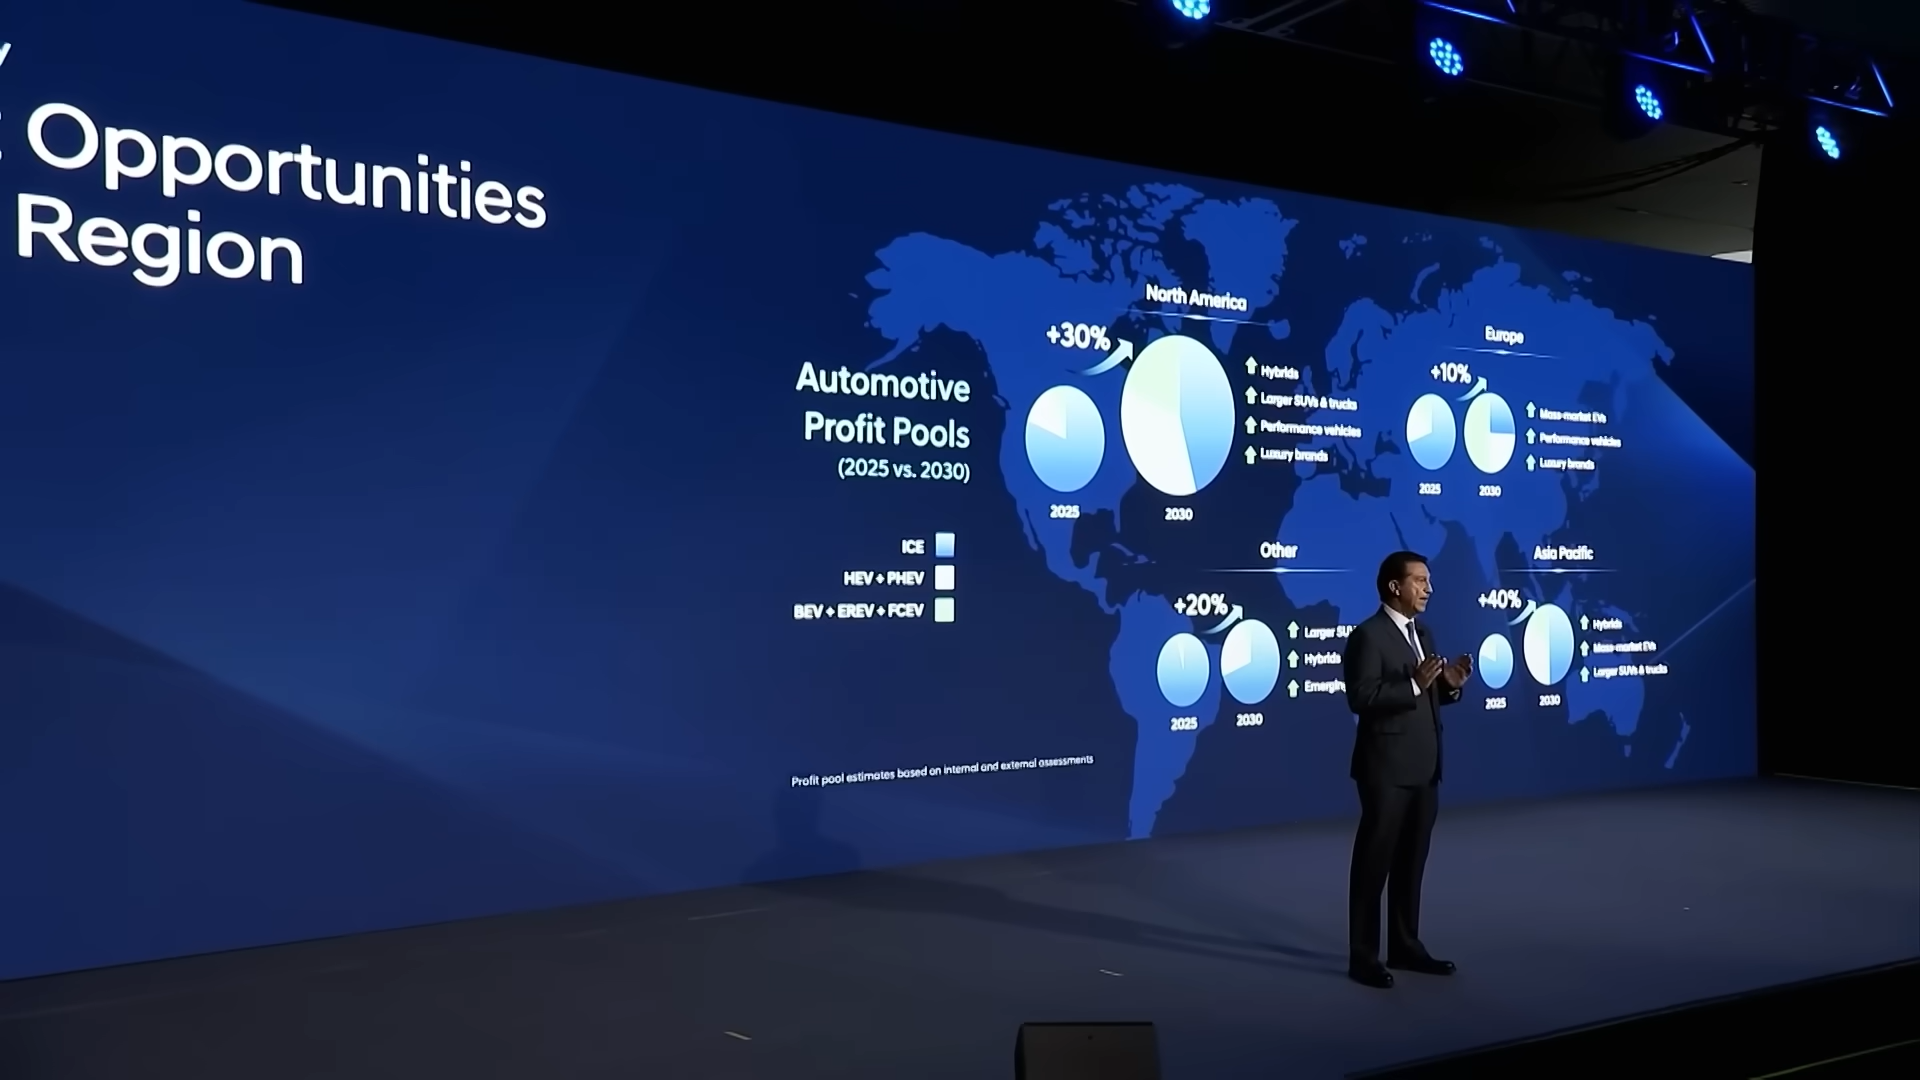 Opportunities
Region
Automotive
Profit Pools
(2025 vs. 2030)
ICE
HEV + PHEV
BEV + EREV + FCEV
North America
+30%
Hybrids
Larger SUVs & trucks
Performance vehicles
Luxury brands
2025
2030
Europe
+10%
Mass-market EVs
Performance vehicles
Luxury brands
2025
2030
Other
+20%
Larger
Hybrids
2025
2030
Asia Pacific
+40%
Hybrids
Mass-market EVs
Larger SUVs & trucks
2025
2030
Profit pool estimates based on internal and external assessments